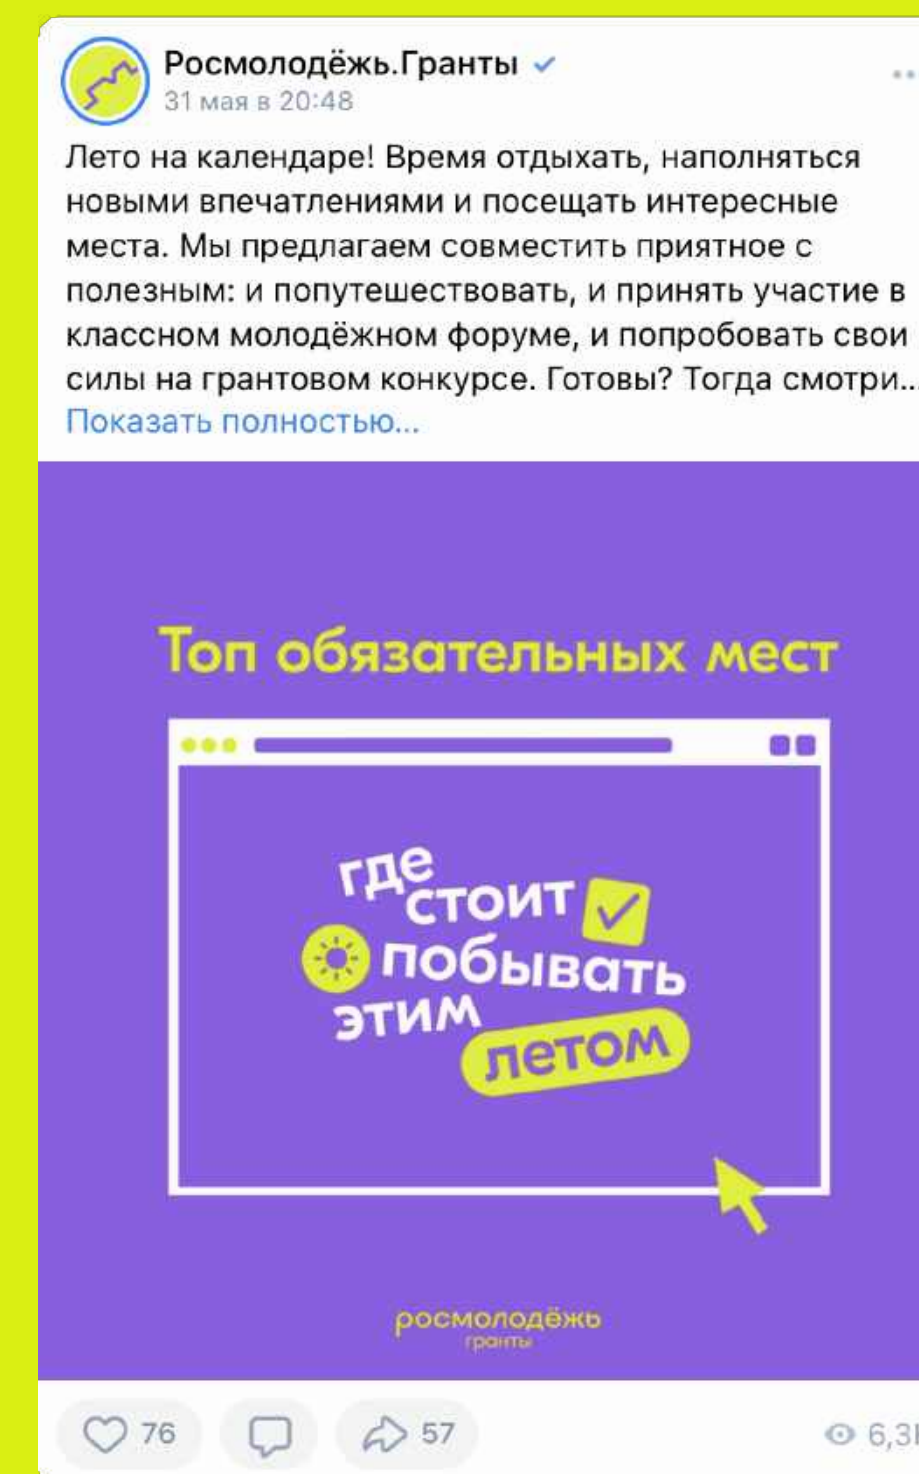 Росмолодёжь.Гранты
31 мая в 20:48
Лето на календаре! Время отдыхать, наполняться
новыми впечатлениями и посещать интересные
места. Мы предлагаем совместить приятное с
полезным: и попутешествовать, и принять участие в
классном молодёжном форуме, и попробовать свои
силы на грантовом конкурсе. Готовы? Тогда смотри...
Показать полностью...
Топ обязательных мест
где
стоит
побывать
этим
летом
росмолодёжь
гранты
76
57
6,3